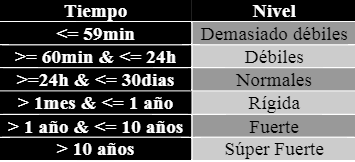 Tiempo Nivel
<= 59min Demasiado débiles
>= 60min & <= 24h Débiles
>=24h & <= 30dias Normales
> 1mes & <= 1 año Rígida
> 1 año & <= 10 años Fuerte
> 10 años Súper Fuerte